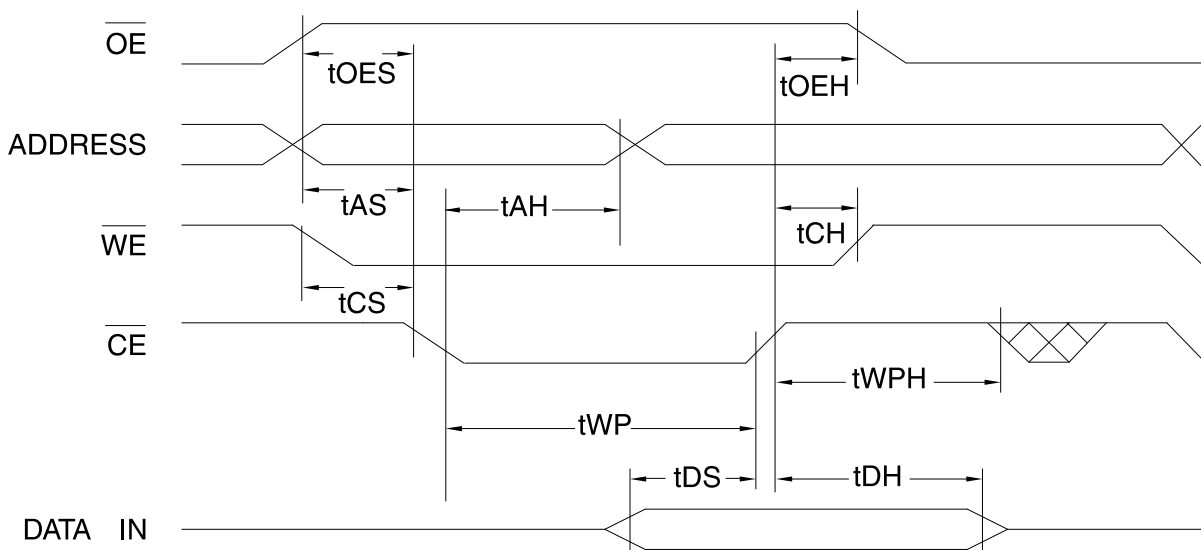 OE
tOES
tOEH
ADDRESS
tAS
tAH
tCH
WE
tCS
CE
tWPH
tWP
tDS
tDH
DATA IN